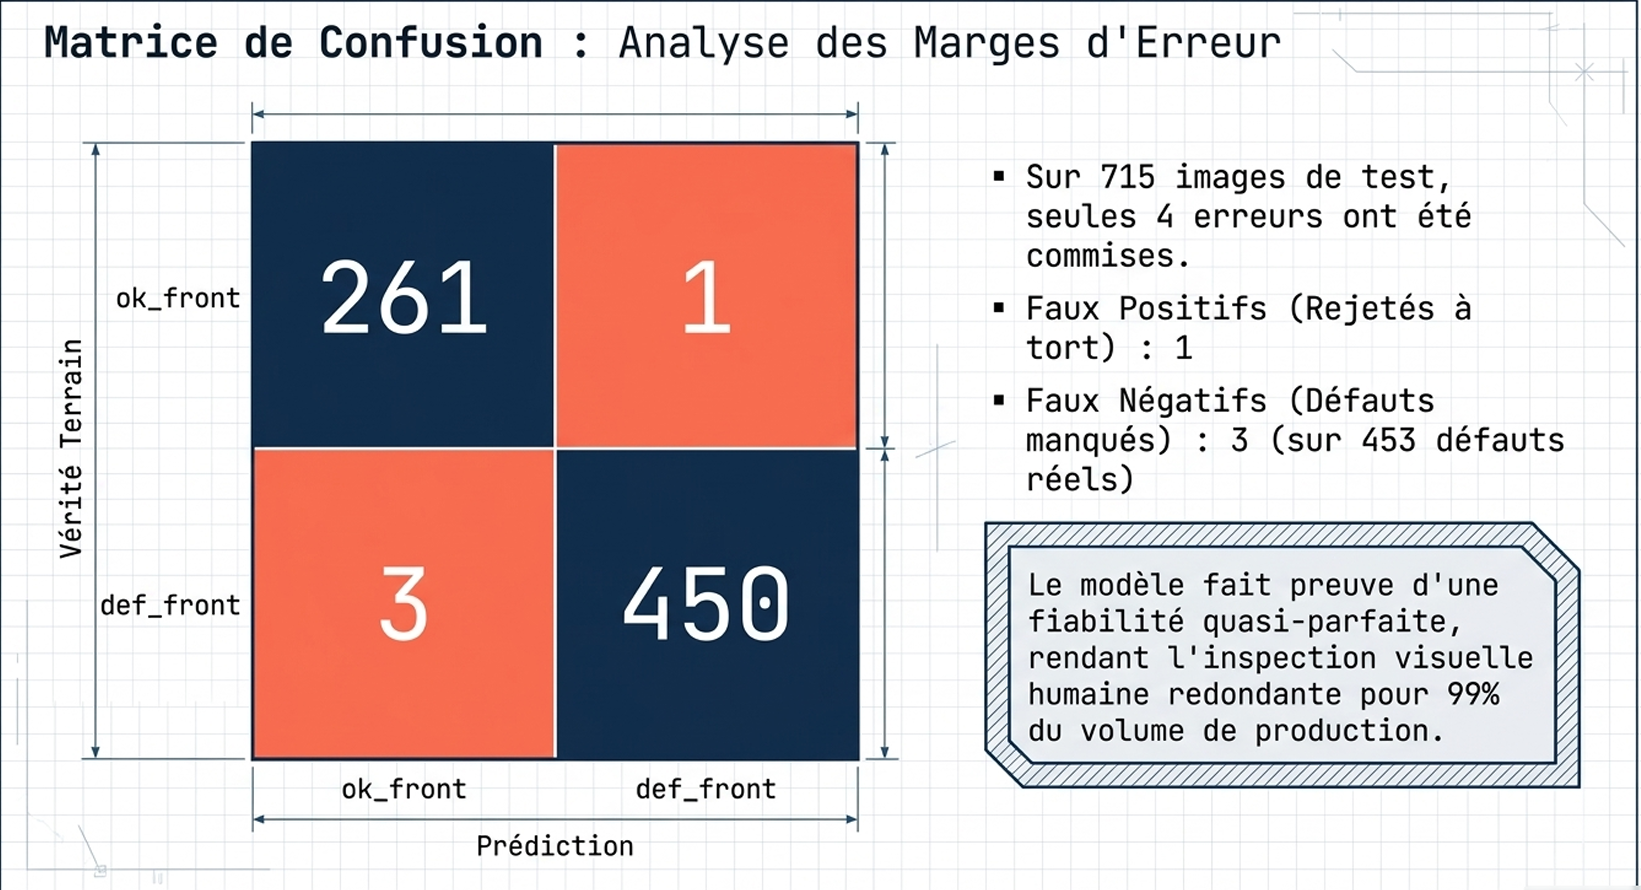 Matrice de Confusion : Analyse des Marges d'Erreur
261
1
ok_front
Vérité Terrain
3
450
def_front
ok_front
def_front
Prédiction
▪ Sur 715 images de test,
seules 4 erreurs ont été
commises.
▪ Faux Positifs (Rejetés à
tort) : 1
▪ Faux Négatifs (Défauts
manqués) : 3 (sur 453 défauts
réels)
Le modèle fait preuve d'une
fiabilité quasi-parfaite,
rendant l'inspection visuelle
humaine redondante pour 99%
du volume de production.